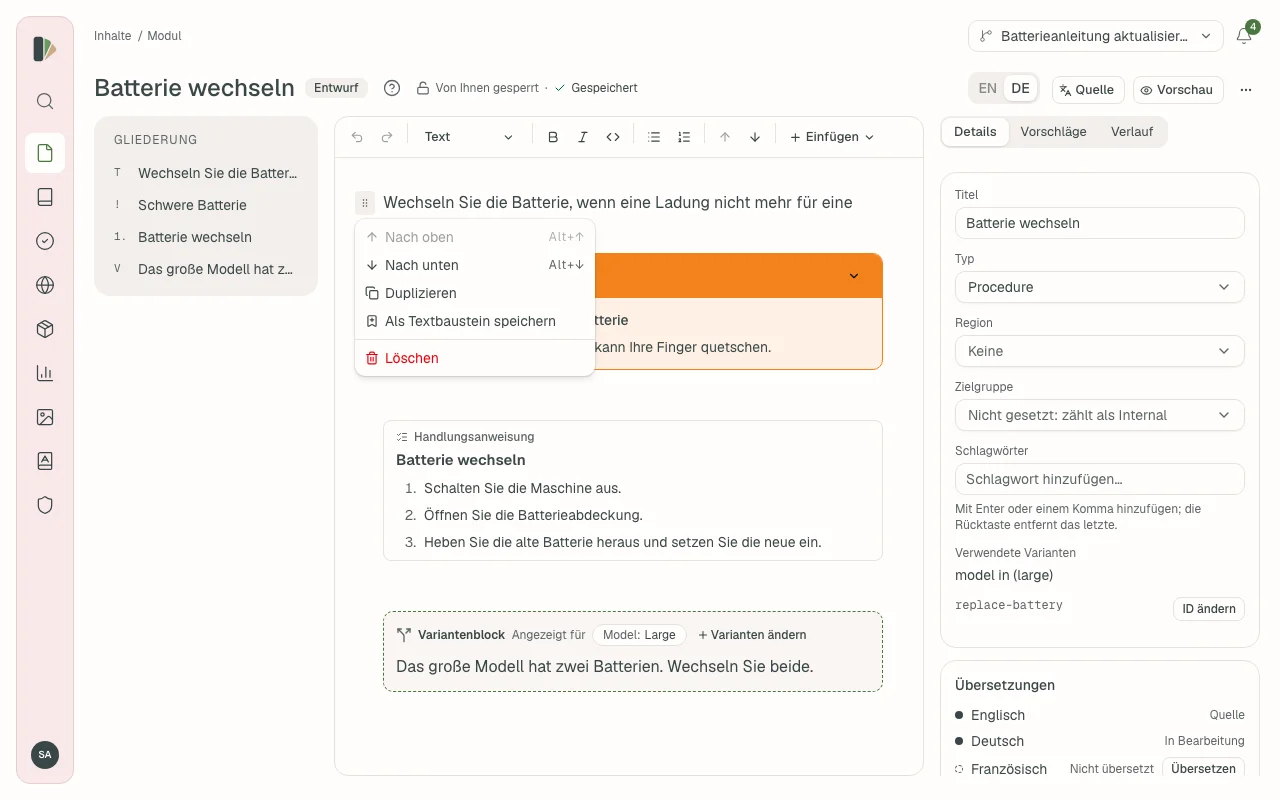 Inhalte / Modul
Batterieanleitung aktualisier…
4
Batterie wechseln
Entwurf
Von Ihnen gesperrt · Gespeichert
EN DE
Quelle
Vorschau
GLIEDERUNG
T Wechseln Sie die Batter…
! Schwere Batterie
1. Batterie wechseln
V Das große Modell hat z…
Text
Einfügen
Wechseln Sie die Batterie, wenn eine Ladung nicht mehr für eine
Nach oben Alt+↑
Nach unten Alt+↓
Duplizieren
Als Textbaustein speichern
Löschen
tterie
kann Ihre Finger quetschen.
Handlungsanweisung
Batterie wechseln
1. Schalten Sie die Maschine aus.
2. Öffnen Sie die Batterieabdeckung.
3. Heben Sie die alte Batterie heraus und setzen Sie die neue ein.
Variantenblock Angezeigt für Model: Large + Varianten ändern
Das große Modell hat zwei Batterien. Wechseln Sie beide.
Details Vorschläge Verlauf
Titel
Batterie wechseln
Typ
Procedure
Region
Keine
Zielgruppe
Nicht gesetzt: zählt als Internal
Schlagwörter
Schlagwort hinzufügen…
Mit Enter oder einem Komma hinzufügen; die
Rücktaste entfernt das letzte.
Verwendete Varianten
model in (large)
replace-battery
ID ändern
Übersetzungen
Englisch Quelle
Deutsch In Bearbeitung
Französisch Nicht übersetzt Übersetzen
SA